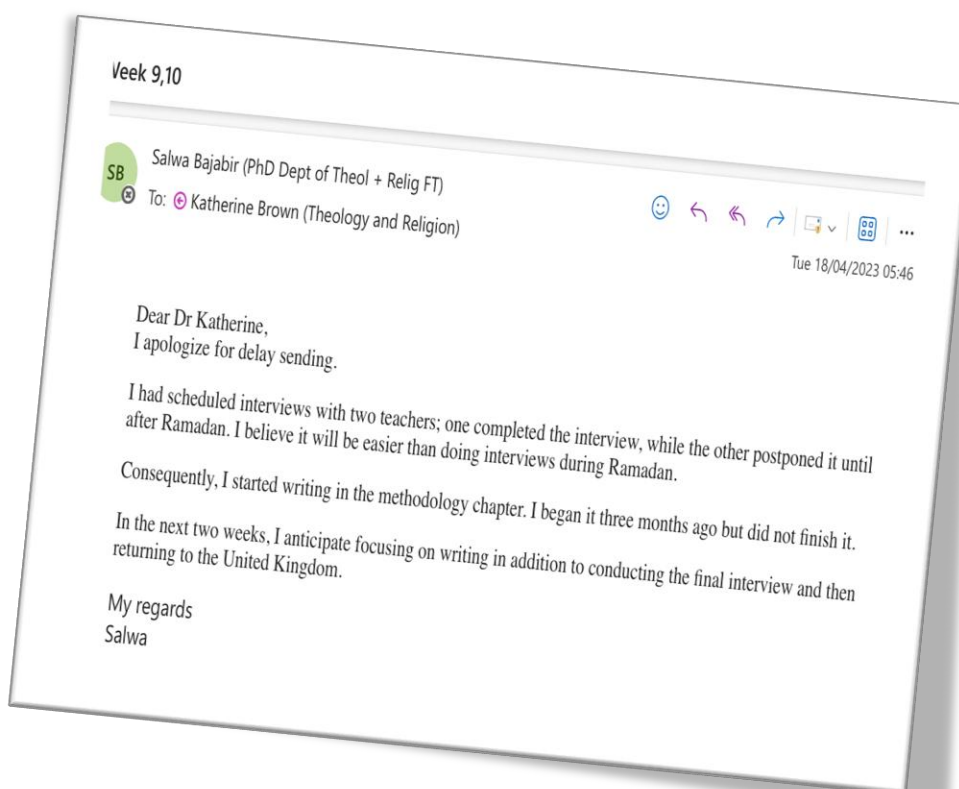 Week 9,10
SB
Salwa Bajabir (PhD Dept of Theol + Relig FT)
To: Katherine Brown (Theology and Religion)
Tue 18/04/2023 05:46
Dear Dr Katherine,
I apologize for delay sending.
I had scheduled interviews with two teachers; one completed the interview, while the other postponed it until
after Ramadan. I believe it will be easier than doing interviews during Ramadan.
Consequently, I started writing in the methodology chapter. I began it three months ago but did not finish it.
In the next two weeks, I anticipate focusing on writing in addition to conducting the final interview and then
returning to the United Kingdom.
My regards
Salwa